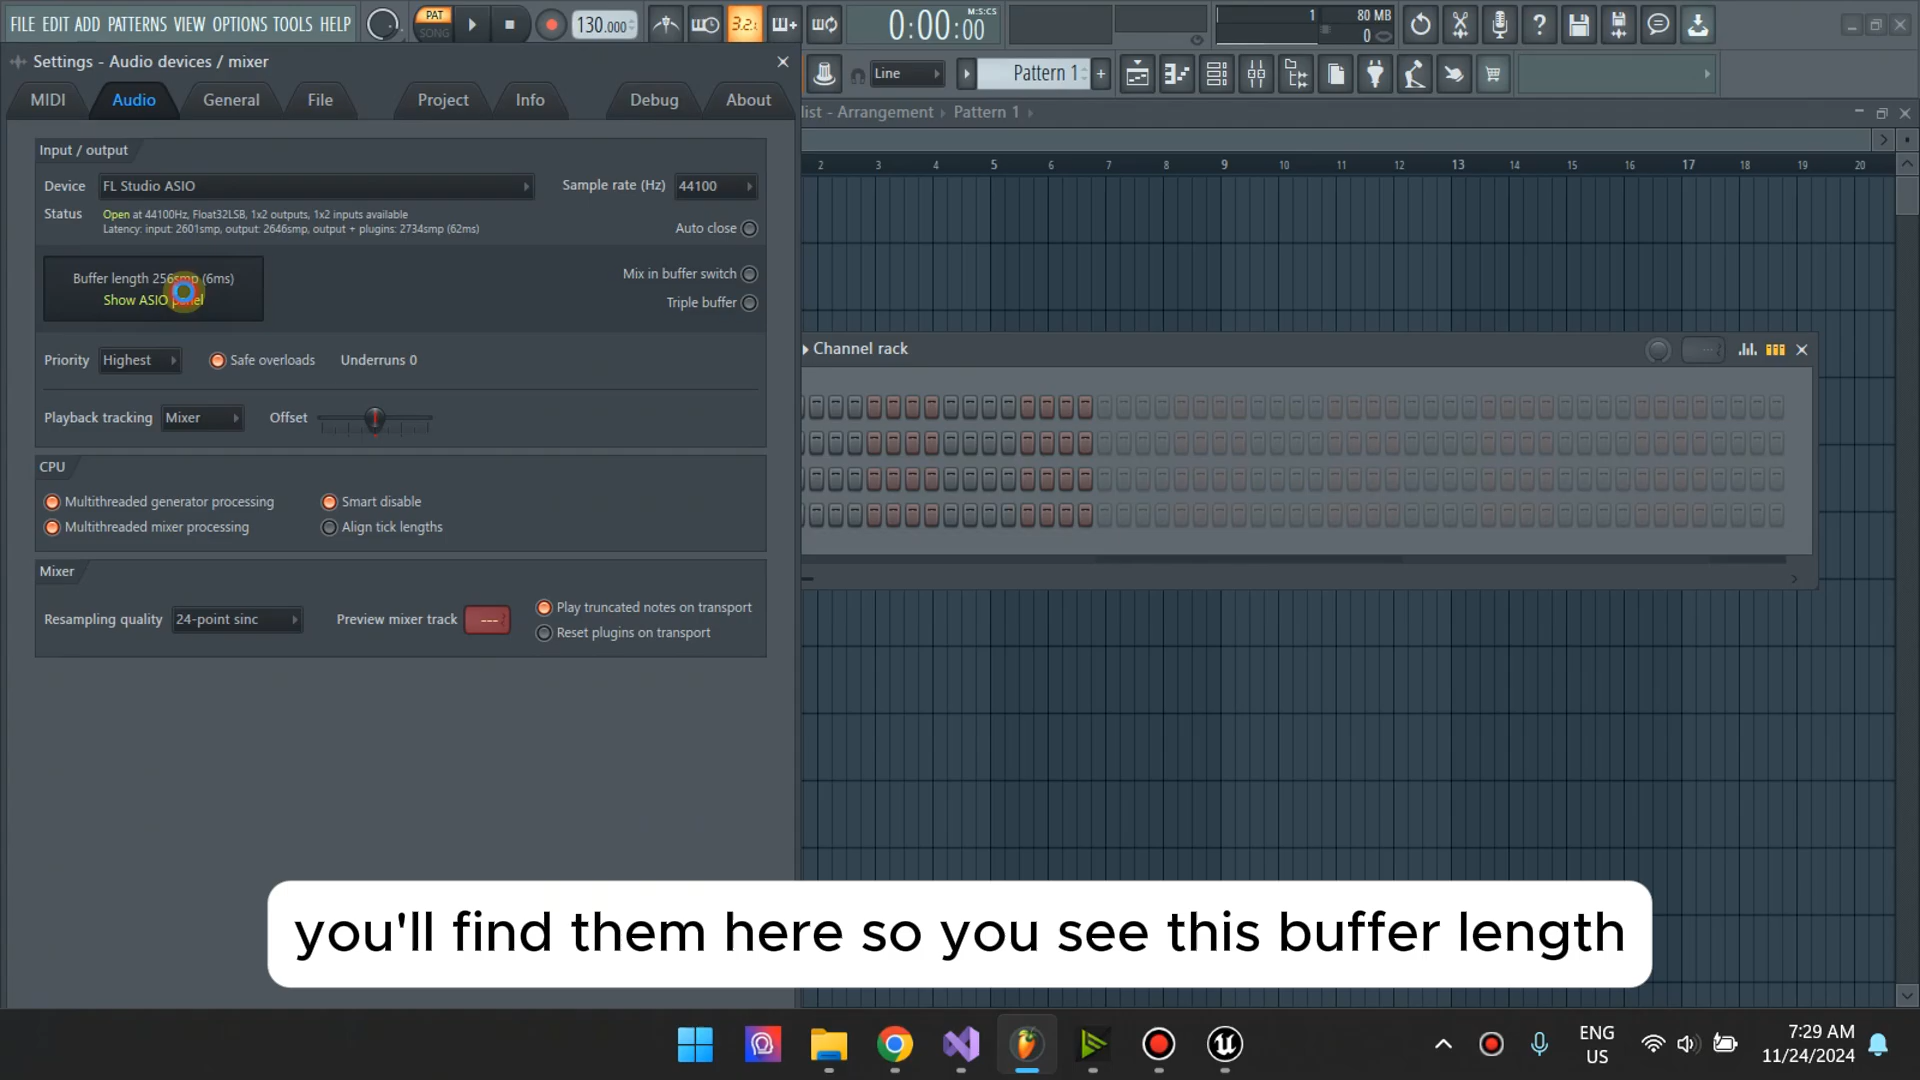 FILE EDIT ADD PATTERNS VIEW OPTIONS TOOLS HELP
PAT
SONG
130.000
3.2.
0:00:00
M:S:CS
1
80 MB
0
Settings - Audio devices / mixer
Line
Pattern 1
MIDI
Audio
General
File
Project
Info
Debug
About
list - Arrangement
Pattern 1
Input / output
2 3 4 5 6 7 8 9 10 11 12 13 14 15 16 17 18 19 20
Device
FL Studio ASIO
Sample rate (Hz)
44100
Status
Open at 44100Hz, Float32LSB, 1x2 outputs, 1x2 inputs available
Latency: input: 2601smp, output: 2646smp, output + plugins: 2734smp (62ms)
Auto close
Buffer length 256smp (6ms)
Show ASIO panel
Mix in buffer switch
Triple buffer
Channel rack
Priority
Highest
Safe overloads
Underruns 0
Playback tracking
Mixer
Offset
CPU
Multithreaded generator processing
Smart disable
Multithreaded mixer processing
Align tick lengths
Mixer
Resampling quality
24-point sinc
Preview mixer track
---
Play truncated notes on transport
Reset plugins on transport
you'll find them here so you see this buffer length
ENG
US
7:29 AM
11/24/2024